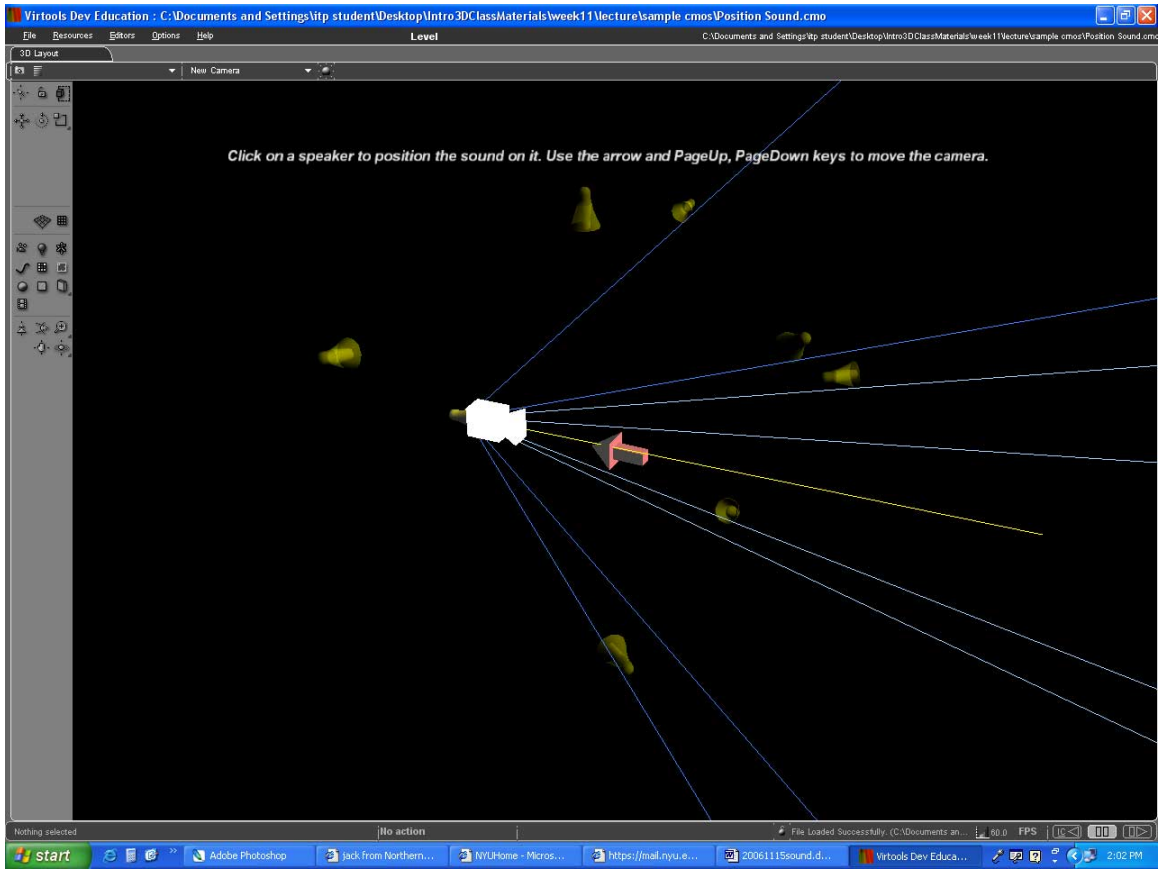 Virtools Dev Education : C:\Documents and Settings\itp student\Desktop\Intro3DClassMaterials\week11\lecture\sample cmos\Position Sound.cmo
File Resources Editors Options Help Level C:\Documents and Settings\itp student\Desktop\Intro3DClassMaterials\week11\lecture\sample cmos\Position Sound.cmo
3D Layout
New Camera
Click on a speaker to position the sound on it. Use the arrow and PageUp, PageDown keys to move the camera.
Nothing selected No action File Loaded Successfully. (C:\Documents an... 60.0 FPS IC
start Adobe Photoshop jack from Northern... NYUHome - Micros... https://mail.nyu.e... 20061115sound.d... Virtools Dev Educa... 2:02 PM